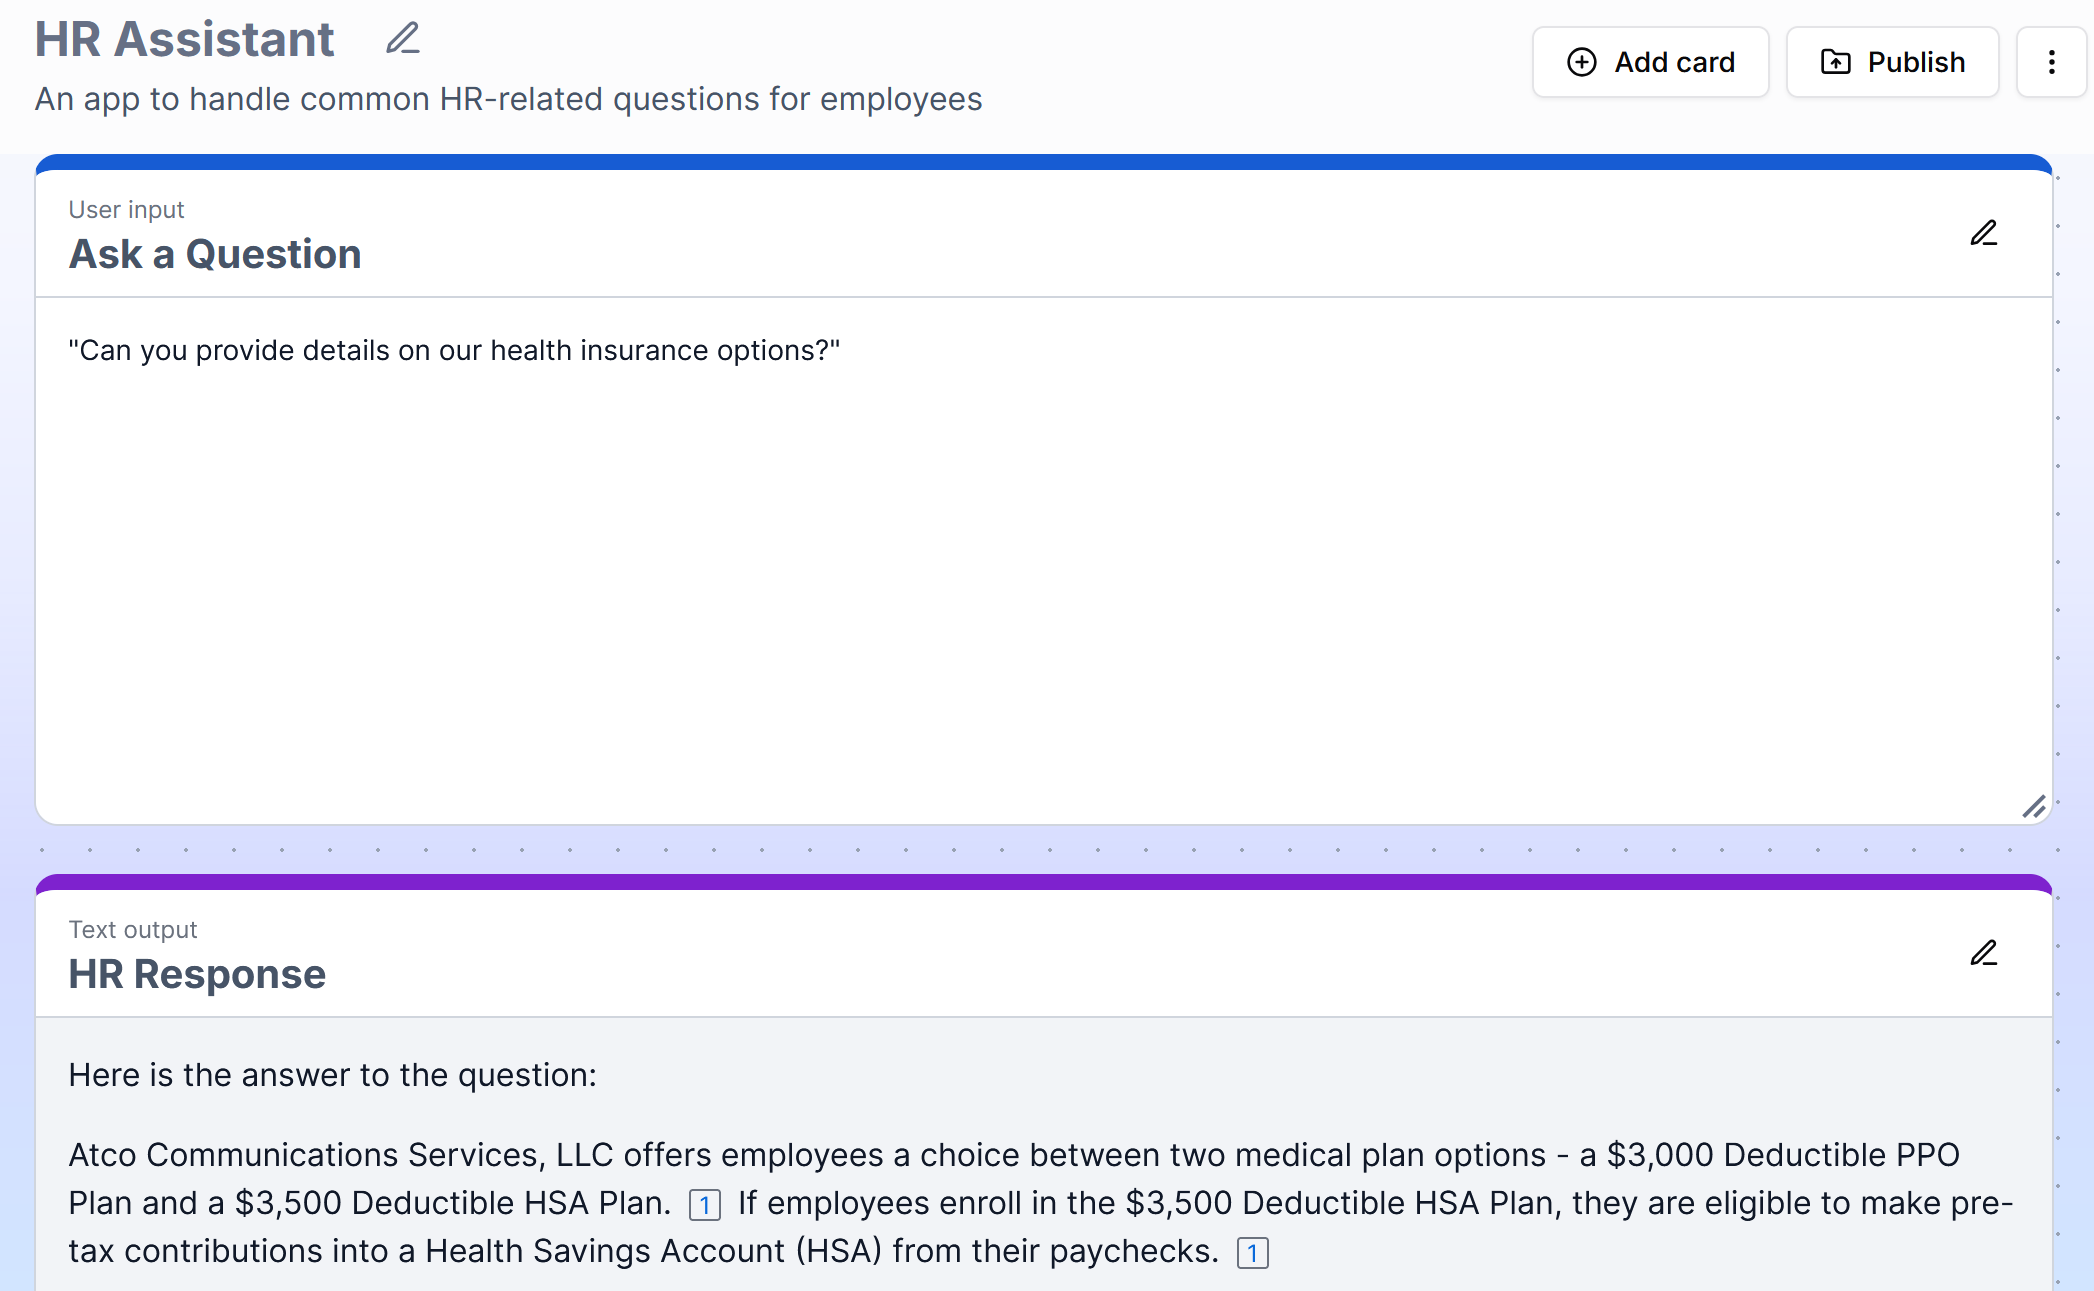 HR Assistant
An app to handle common HR-related questions for employees
Add card
Publish
User input
Ask a Question
"Can you provide details on our health insurance options?"
Text output
HR Response
Here is the answer to the question:
Atco Communications Services, LLC offers employees a choice between two medical plan options - a $3,000 Deductible PPO
Plan and a $3,500 Deductible HSA Plan. 1 If employees enroll in the $3,500 Deductible HSA Plan, they are eligible to make pre-
tax contributions into a Health Savings Account (HSA) from their paychecks. 1